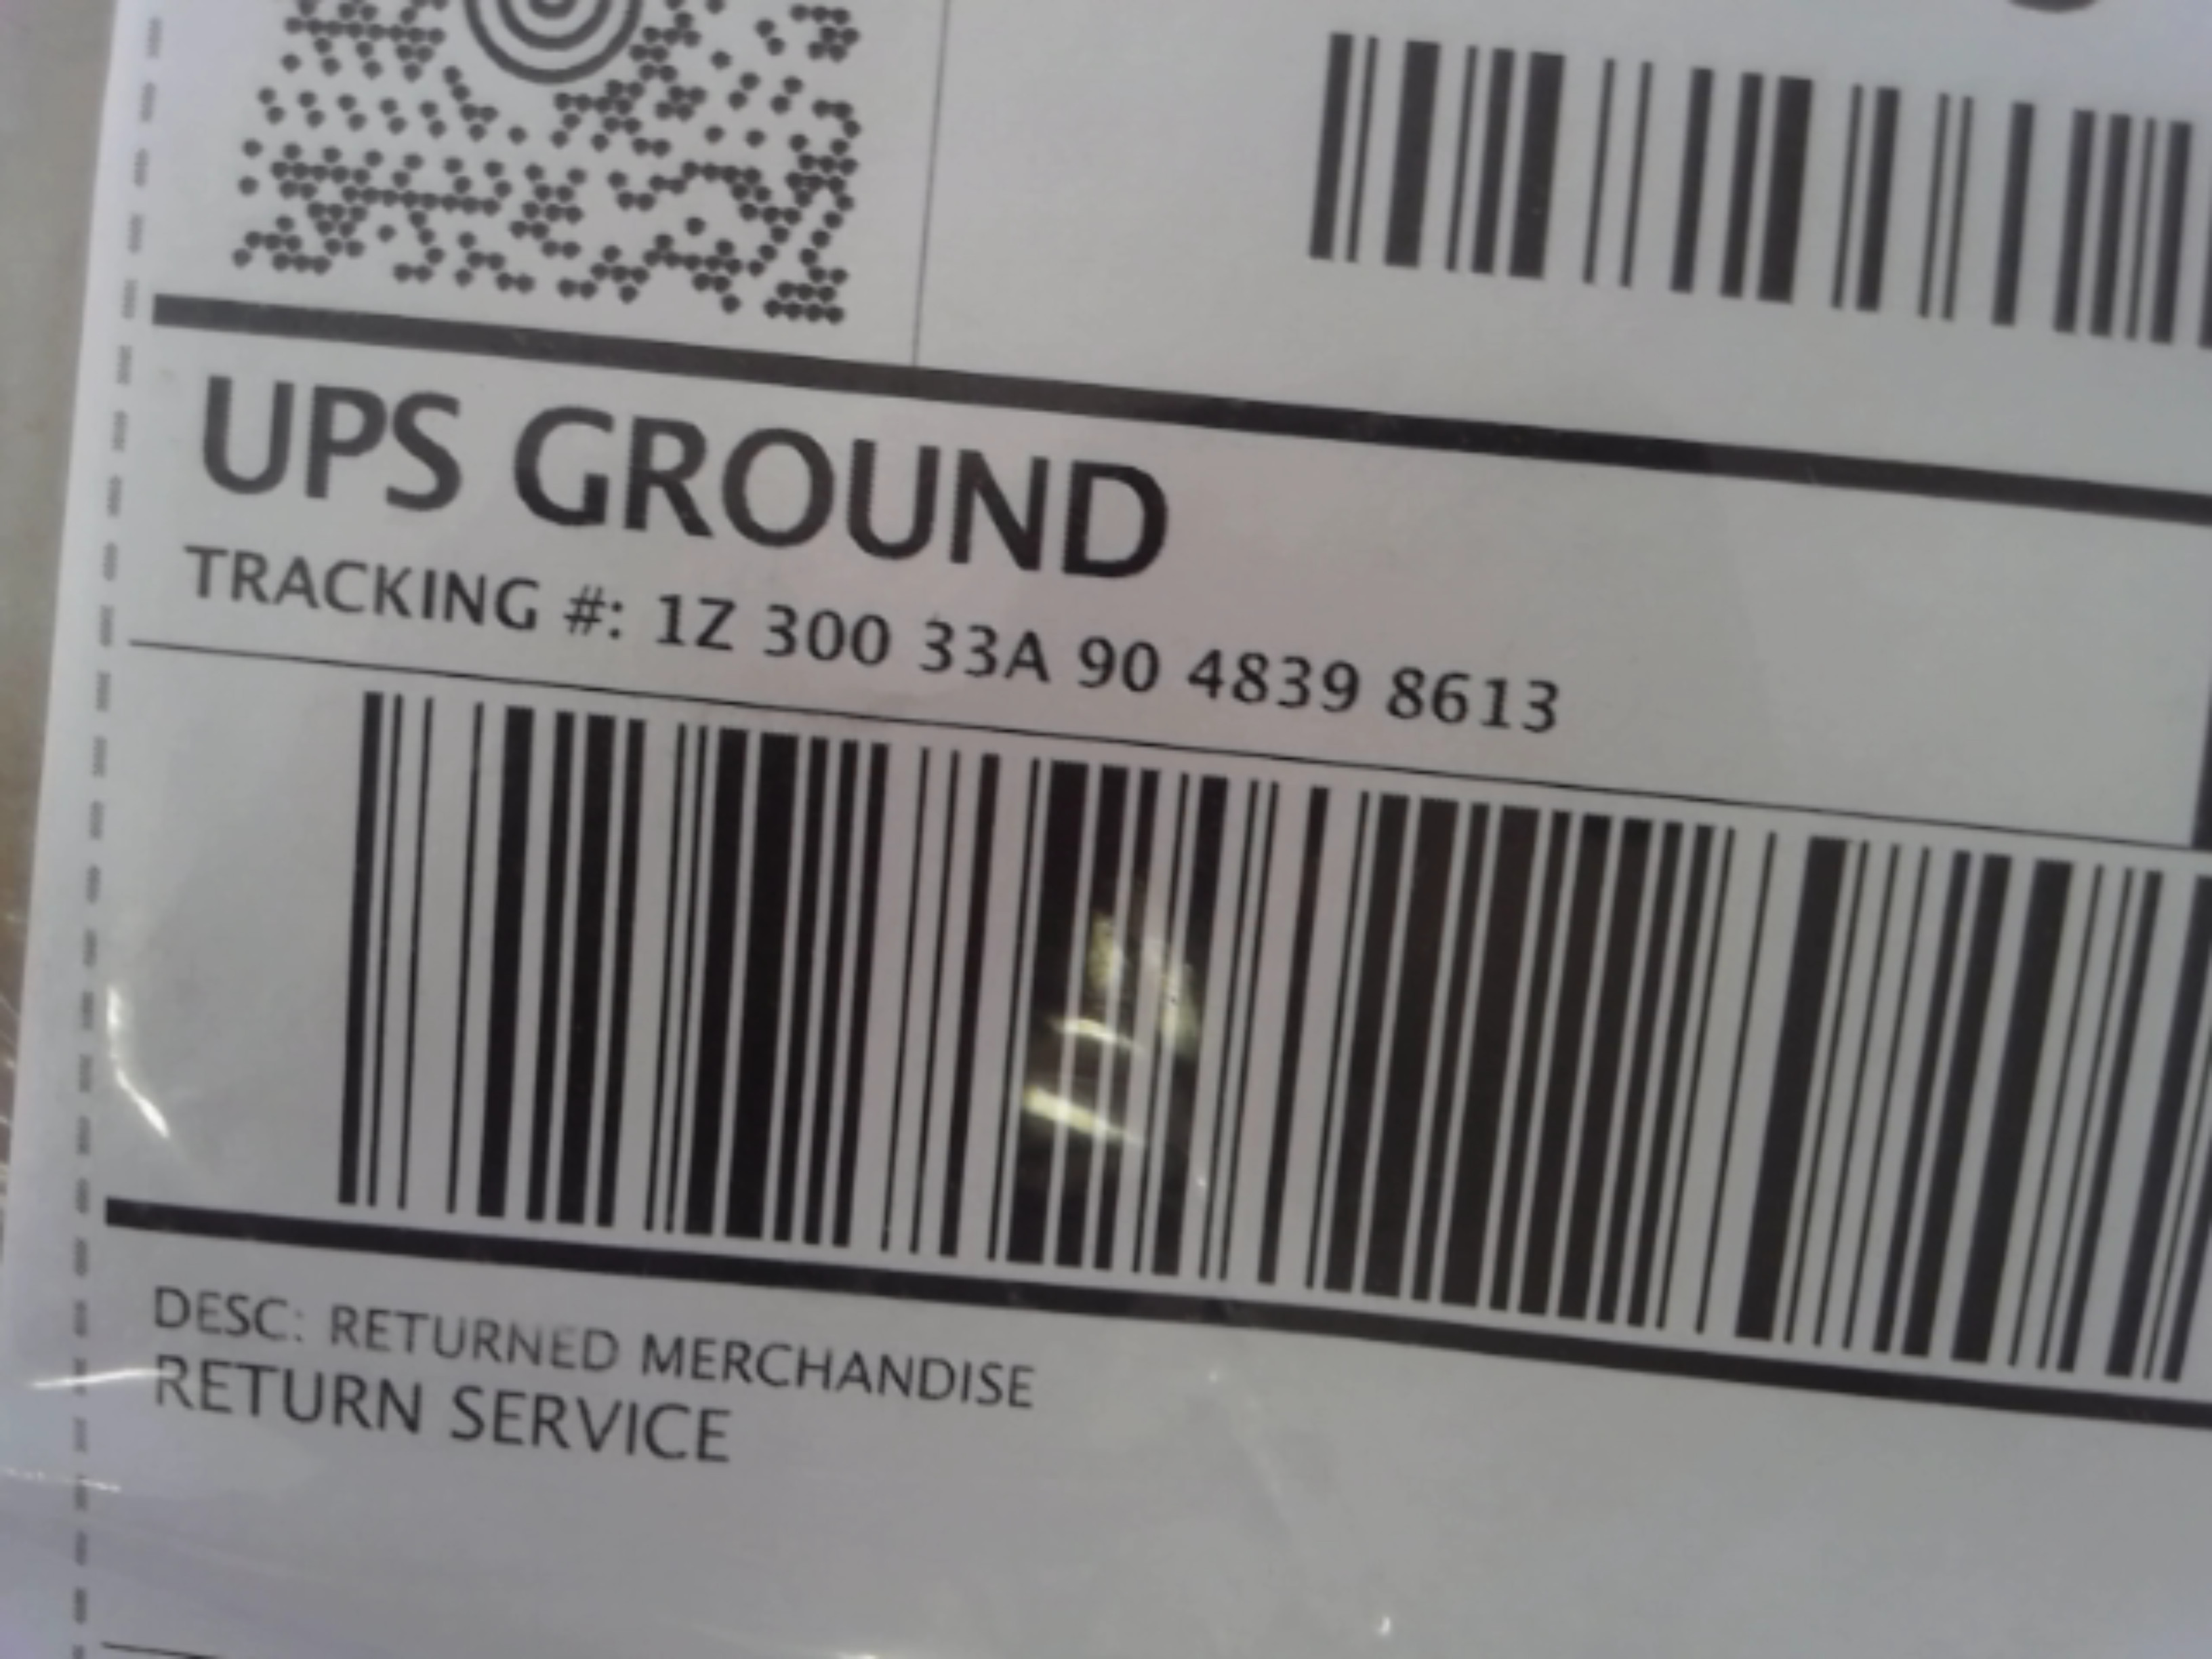 UPS GROUND
TRACKING #: 1Z 300 33A 90 4839 8613
DESC: RETURNED MERCHANDISE
RETURN SERVICE